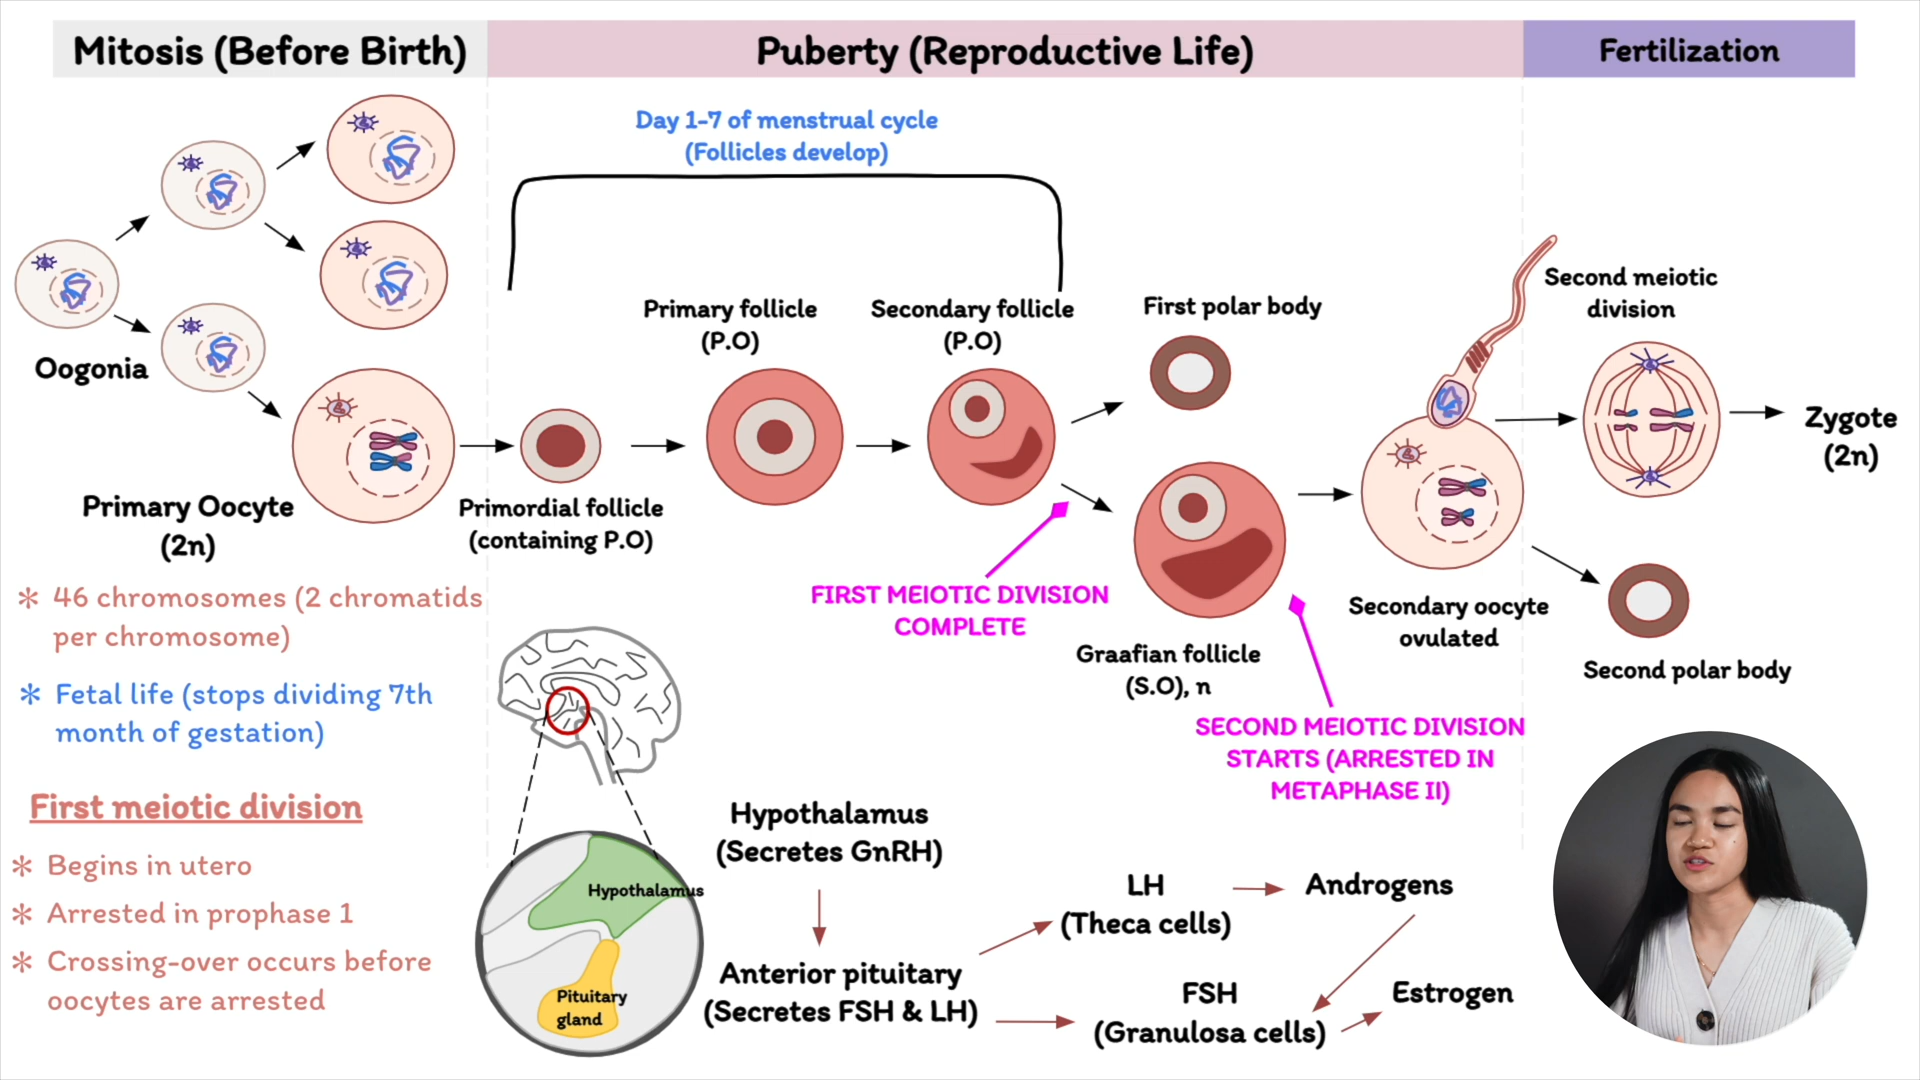 Mitosis (Before Birth)
Puberty (Reproductive Life)
Fertilization
Day 1-7 of menstrual cycle
(Follicles develop)
Oogonia
Primary Oocyte
(2n)
Primordial follicle
(containing P.O)
Primary follicle
(P.O)
Secondary follicle
(P.O)
First polar body
FIRST MEIOTIC DIVISION
COMPLETE
Graafian follicle
(S.O), n
SECOND MEIOTIC DIVISION
STARTS (ARRESTED IN
METAPHASE II)
Secondary oocyte
ovulated
Second meiotic
division
Zygote
(2n)
Second polar body
* 46 chromosomes (2 chromatids
per chromosome)
* Fetal life (stops dividing 7th
month of gestation)
First meiotic division
* Begins in utero
* Arrested in prophase 1
* Crossing-over occurs before
oocytes are arrested
Hypothalamus
Pituitary
gland
Hypothalamus
(Secretes GnRH)
Anterior pituitary
(Secretes FSH & LH)
LH
(Theca cells)
Androgens
FSH
(Granulosa cells)
Estrogen